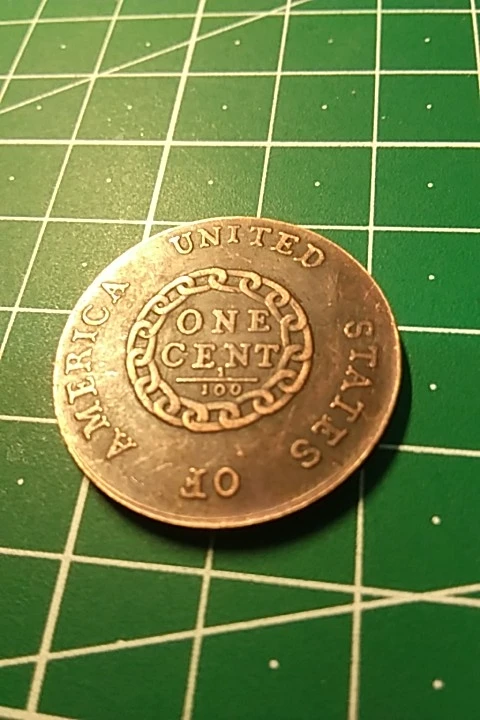 UNITED STATES OF AMERICA
ONE
CENT
1
100